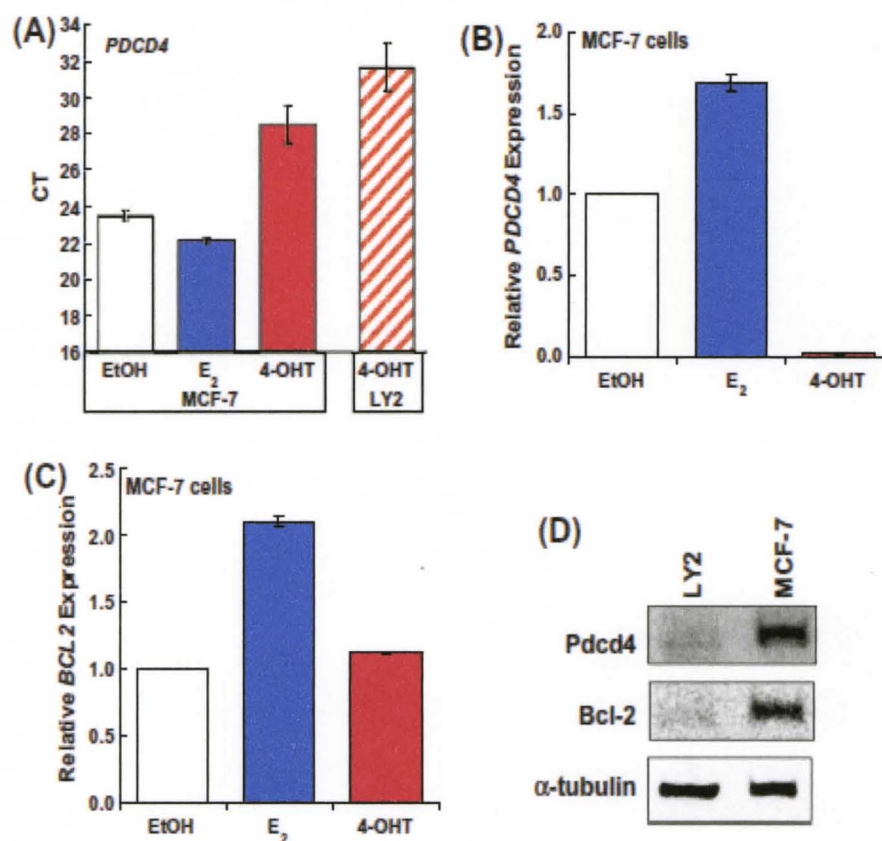 (A)
PDCD4
CT
34
32
30
28
26
24
22
20
18
16
EtOH
E2
4-OHT
4-OHT
MCF-7
LY2
(B)
MCF-7 cells
Relative PDCD4 Expression
2.0
1.5
1.0
0.5
0.0
EtOH
E2
4-OHT
(C)
MCF-7 cells
Relative BCL2 Expression
2.5
2.0
1.5
1.0
0.5
0.0
EtOH
E2
4-OHT
(D)
LY2
MCF-7
Pdcd4
Bcl-2
α-tubulin